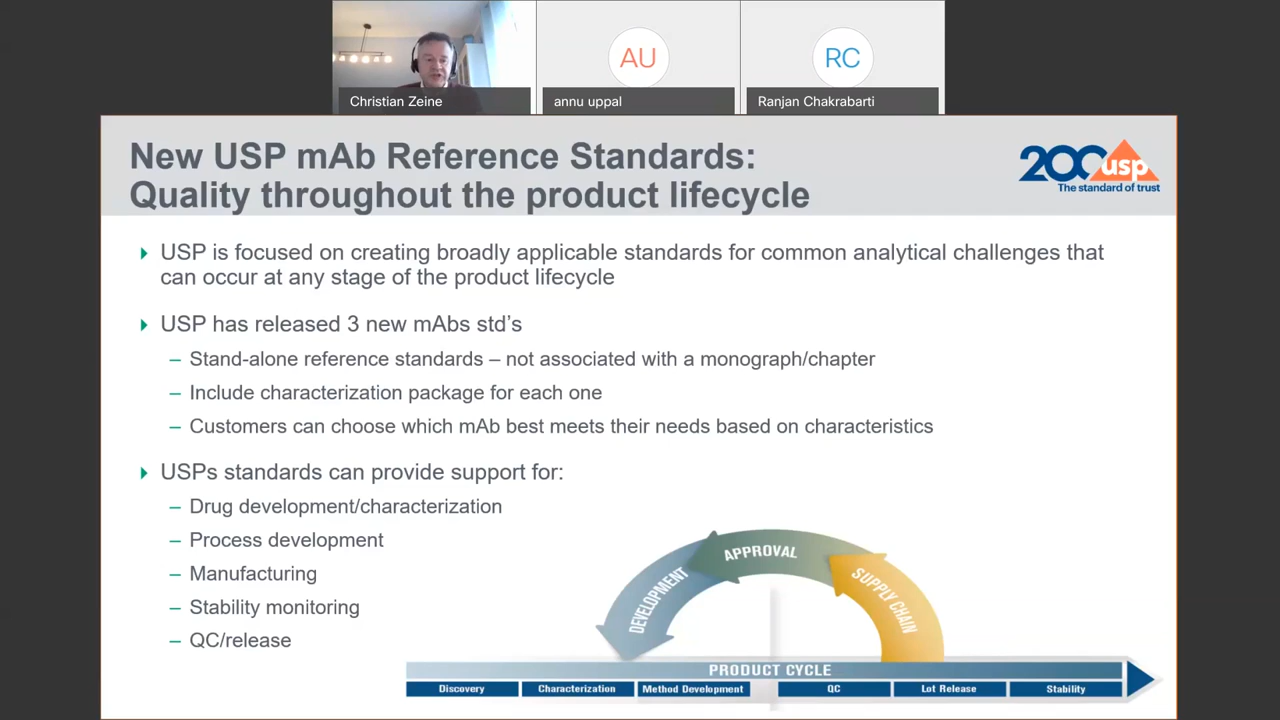 AU
RC
Christian Zeine
annu uppal
Ranjan Chakrabarti
New USP mAb Reference Standards:
Quality throughout the product lifecycle
200 usp
The standard of trust
USP is focused on creating broadly applicable standards for common analytical challenges that
can occur at any stage of the product lifecycle
USP has released 3 new mAbs std’s
– Stand-alone reference standards – not associated with a monograph/chapter
– Include characterization package for each one
– Customers can choose which mAb best meets their needs based on characteristics
USPs standards can provide support for:
– Drug development/characterization
– Process development
– Manufacturing
– Stability monitoring
– QC/release
DEVELOPMENT
APPROVAL
SUPPLY CHAIN
PRODUCT CYCLE
Discovery
Characterization
Method Development
QC
Lot Release
Stability